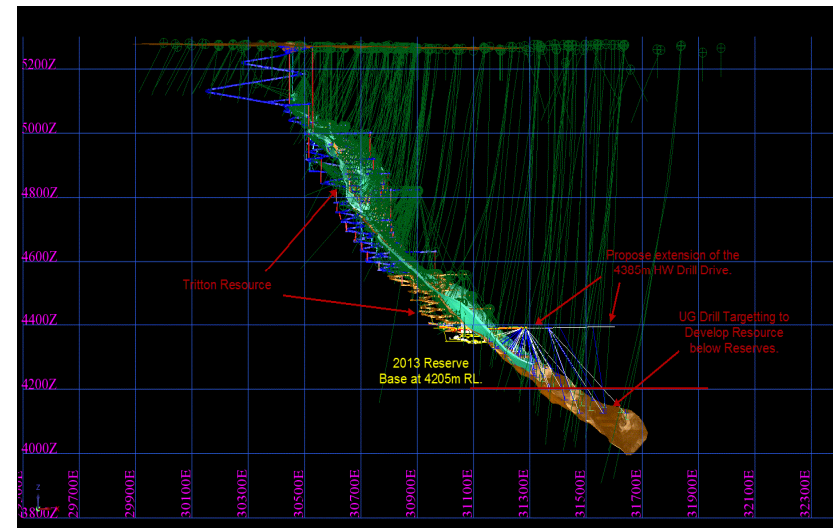 5200Z
5000Z
4800Z
4600Z
Propose extension of the
4385m HW Drill Drive.
Tritton Resource
4400Z
UG Drill Targetting to
Develop Resource
below Reserves.
2013 Reserve
Base at 4205m RL.
4200Z
4000Z
3800Z
29700E
29900E
30100E
30300E
30500E
30700E
30900E
31100E
31300E
31500E
31700E
31900E
32100E
32300E
Z